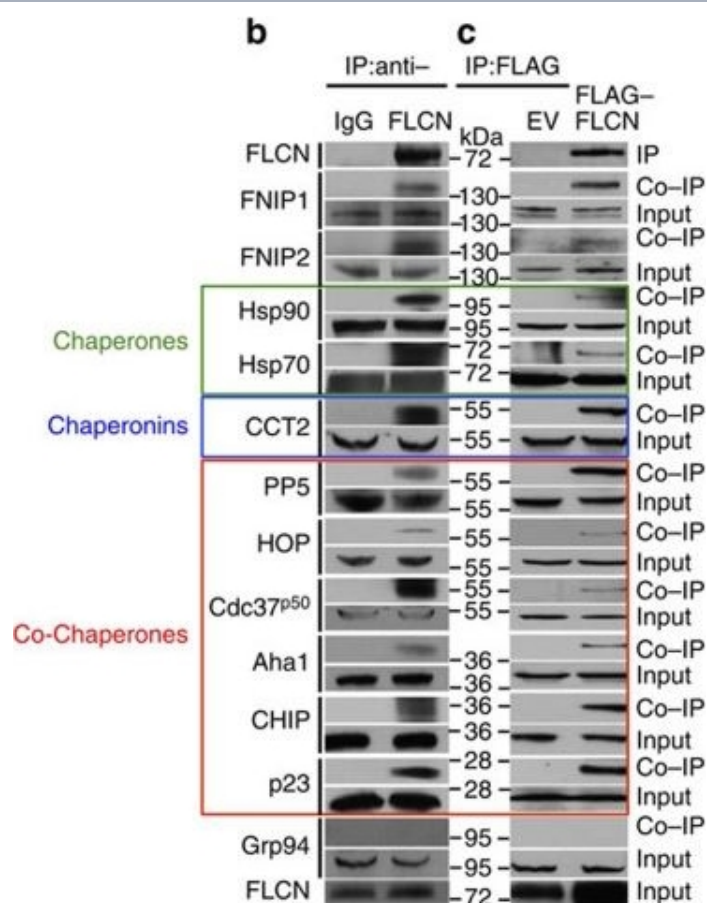 b c
IP:anti– IP:FLAG
IgG FLCN kDa EV FLAG–FLCN
FLCN –72 – IP
FNIP1 –130– Co–IP
–130– Input
FNIP2 –130– Co–IP
–130– Input
Chaperones
Hsp90 –95 – Co–IP
–95 – Input
Hsp70 –72 – Co–IP
–72 – Input
Chaperonins
CCT2 –55 – Co–IP
–55 – Input
Co-Chaperones
PP5 –55 – Co–IP
–55 – Input
HOP –55 – Co–IP
–55 – Input
Cdc37p50 –55 – Co–IP
–55 – Input
Aha1 –36 – Co–IP
–36 – Input
CHIP –36 – Co–IP
–36 – Input
p23 –28 – Co–IP
–28 – Input
Grp94 –95 – Co–IP
–95 – Input
FLCN –72 – Input